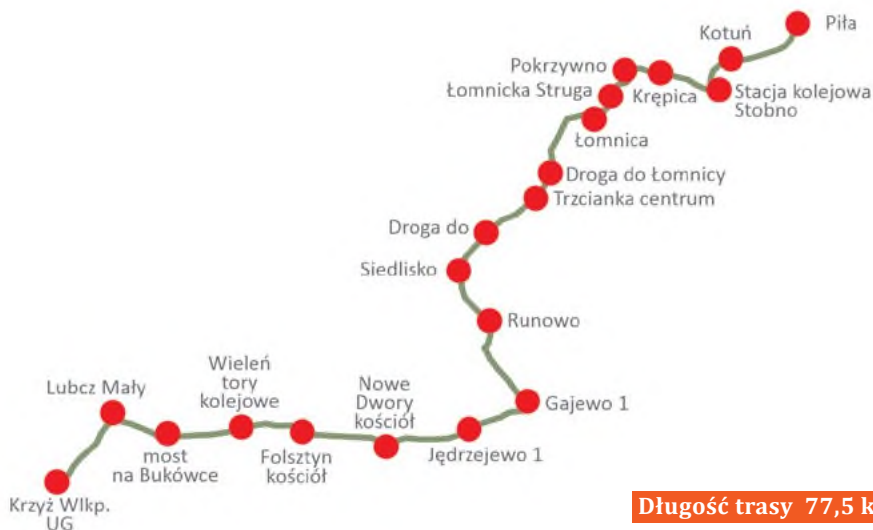 Piła
Kotuń
Stacja kolejowa
Stobno
Pokrzywno
Krępica
Łomnicka Struga
Łomnica
Droga do Łomnicy
Trzcianka centrum
Droga do
Siedlisko
Runowo
Gajewo 1
Jędrzejewo 1
Nowe
Dwory
kościół
Folsztyn
kościół
Wieleń
tory
kolejowe
most
na Bukówce
Lubcz Mały
Krzyż Wlkp.
UG
Długość trasy 77,5 k